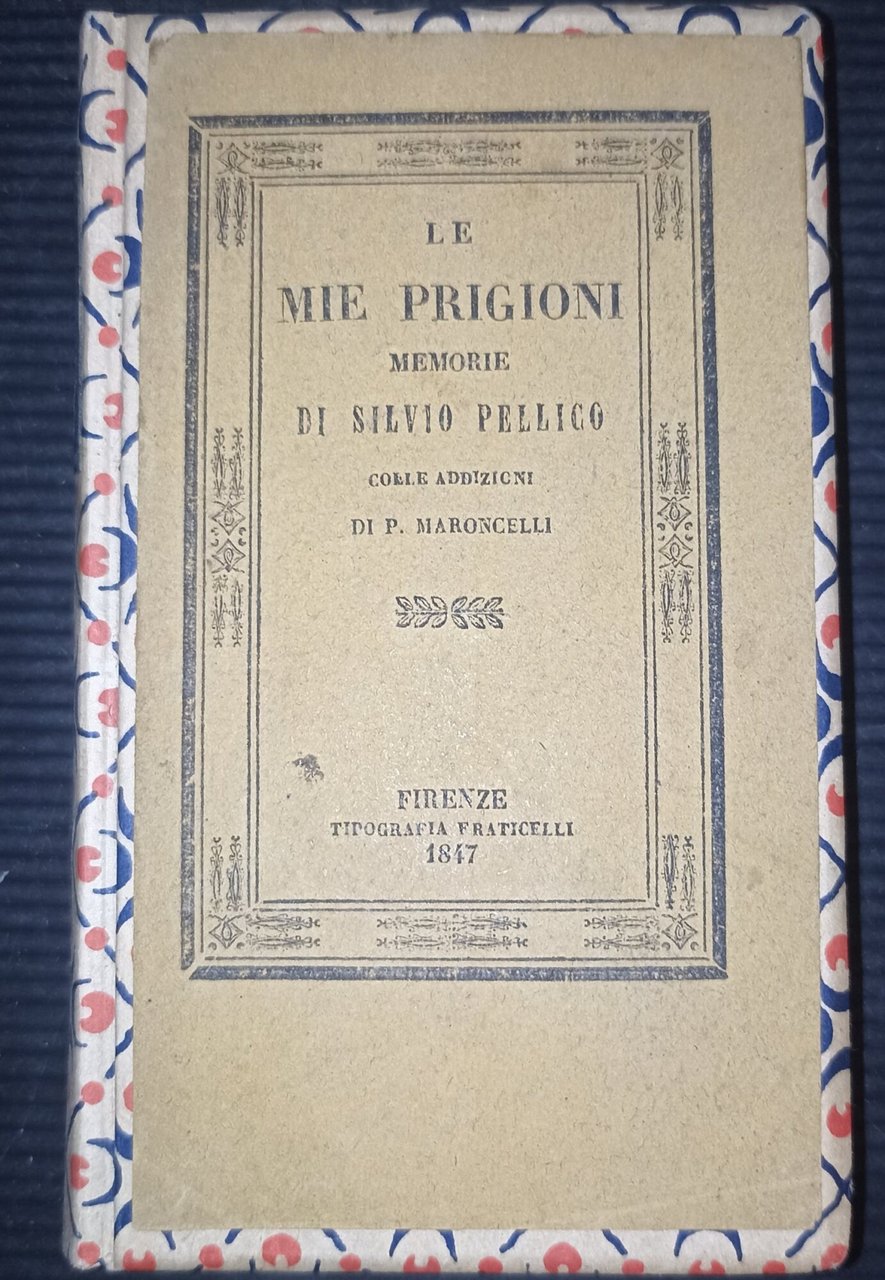 LE
MIE PRIGIONI
MEMORIE
DI SILVIO PELLICO
COLLE ADDIZIONI
DI P. MARONCELLI
FIRENZE
TIPOGRAFIA FRATICELLI
1847